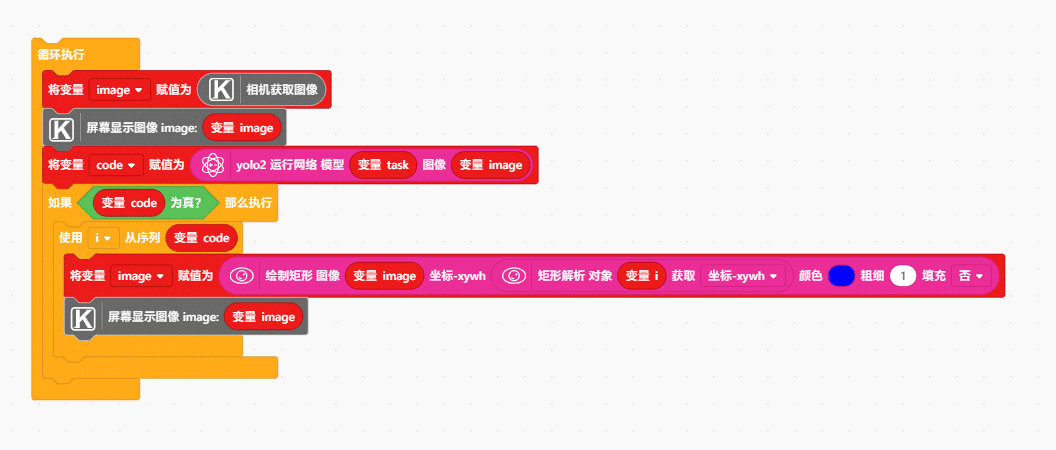 循环执行
将变量 image 赋值为 K 相机获取图像
K 屏幕显示图像 image: 变量 image
将变量 code 赋值为 yolo2 运行网络 模型 变量 task 图像 变量 image
如果 变量 code 为真? 那么执行
使用 i 从序列 变量 code
将变量 image 赋值为 绘制矩形 图像 变量 image 坐标-xywh 矩形解析 对象 变量 i 获取 坐标-xywh 颜色 粗细 1 填充 否
K 屏幕显示图像 image: 变量 image